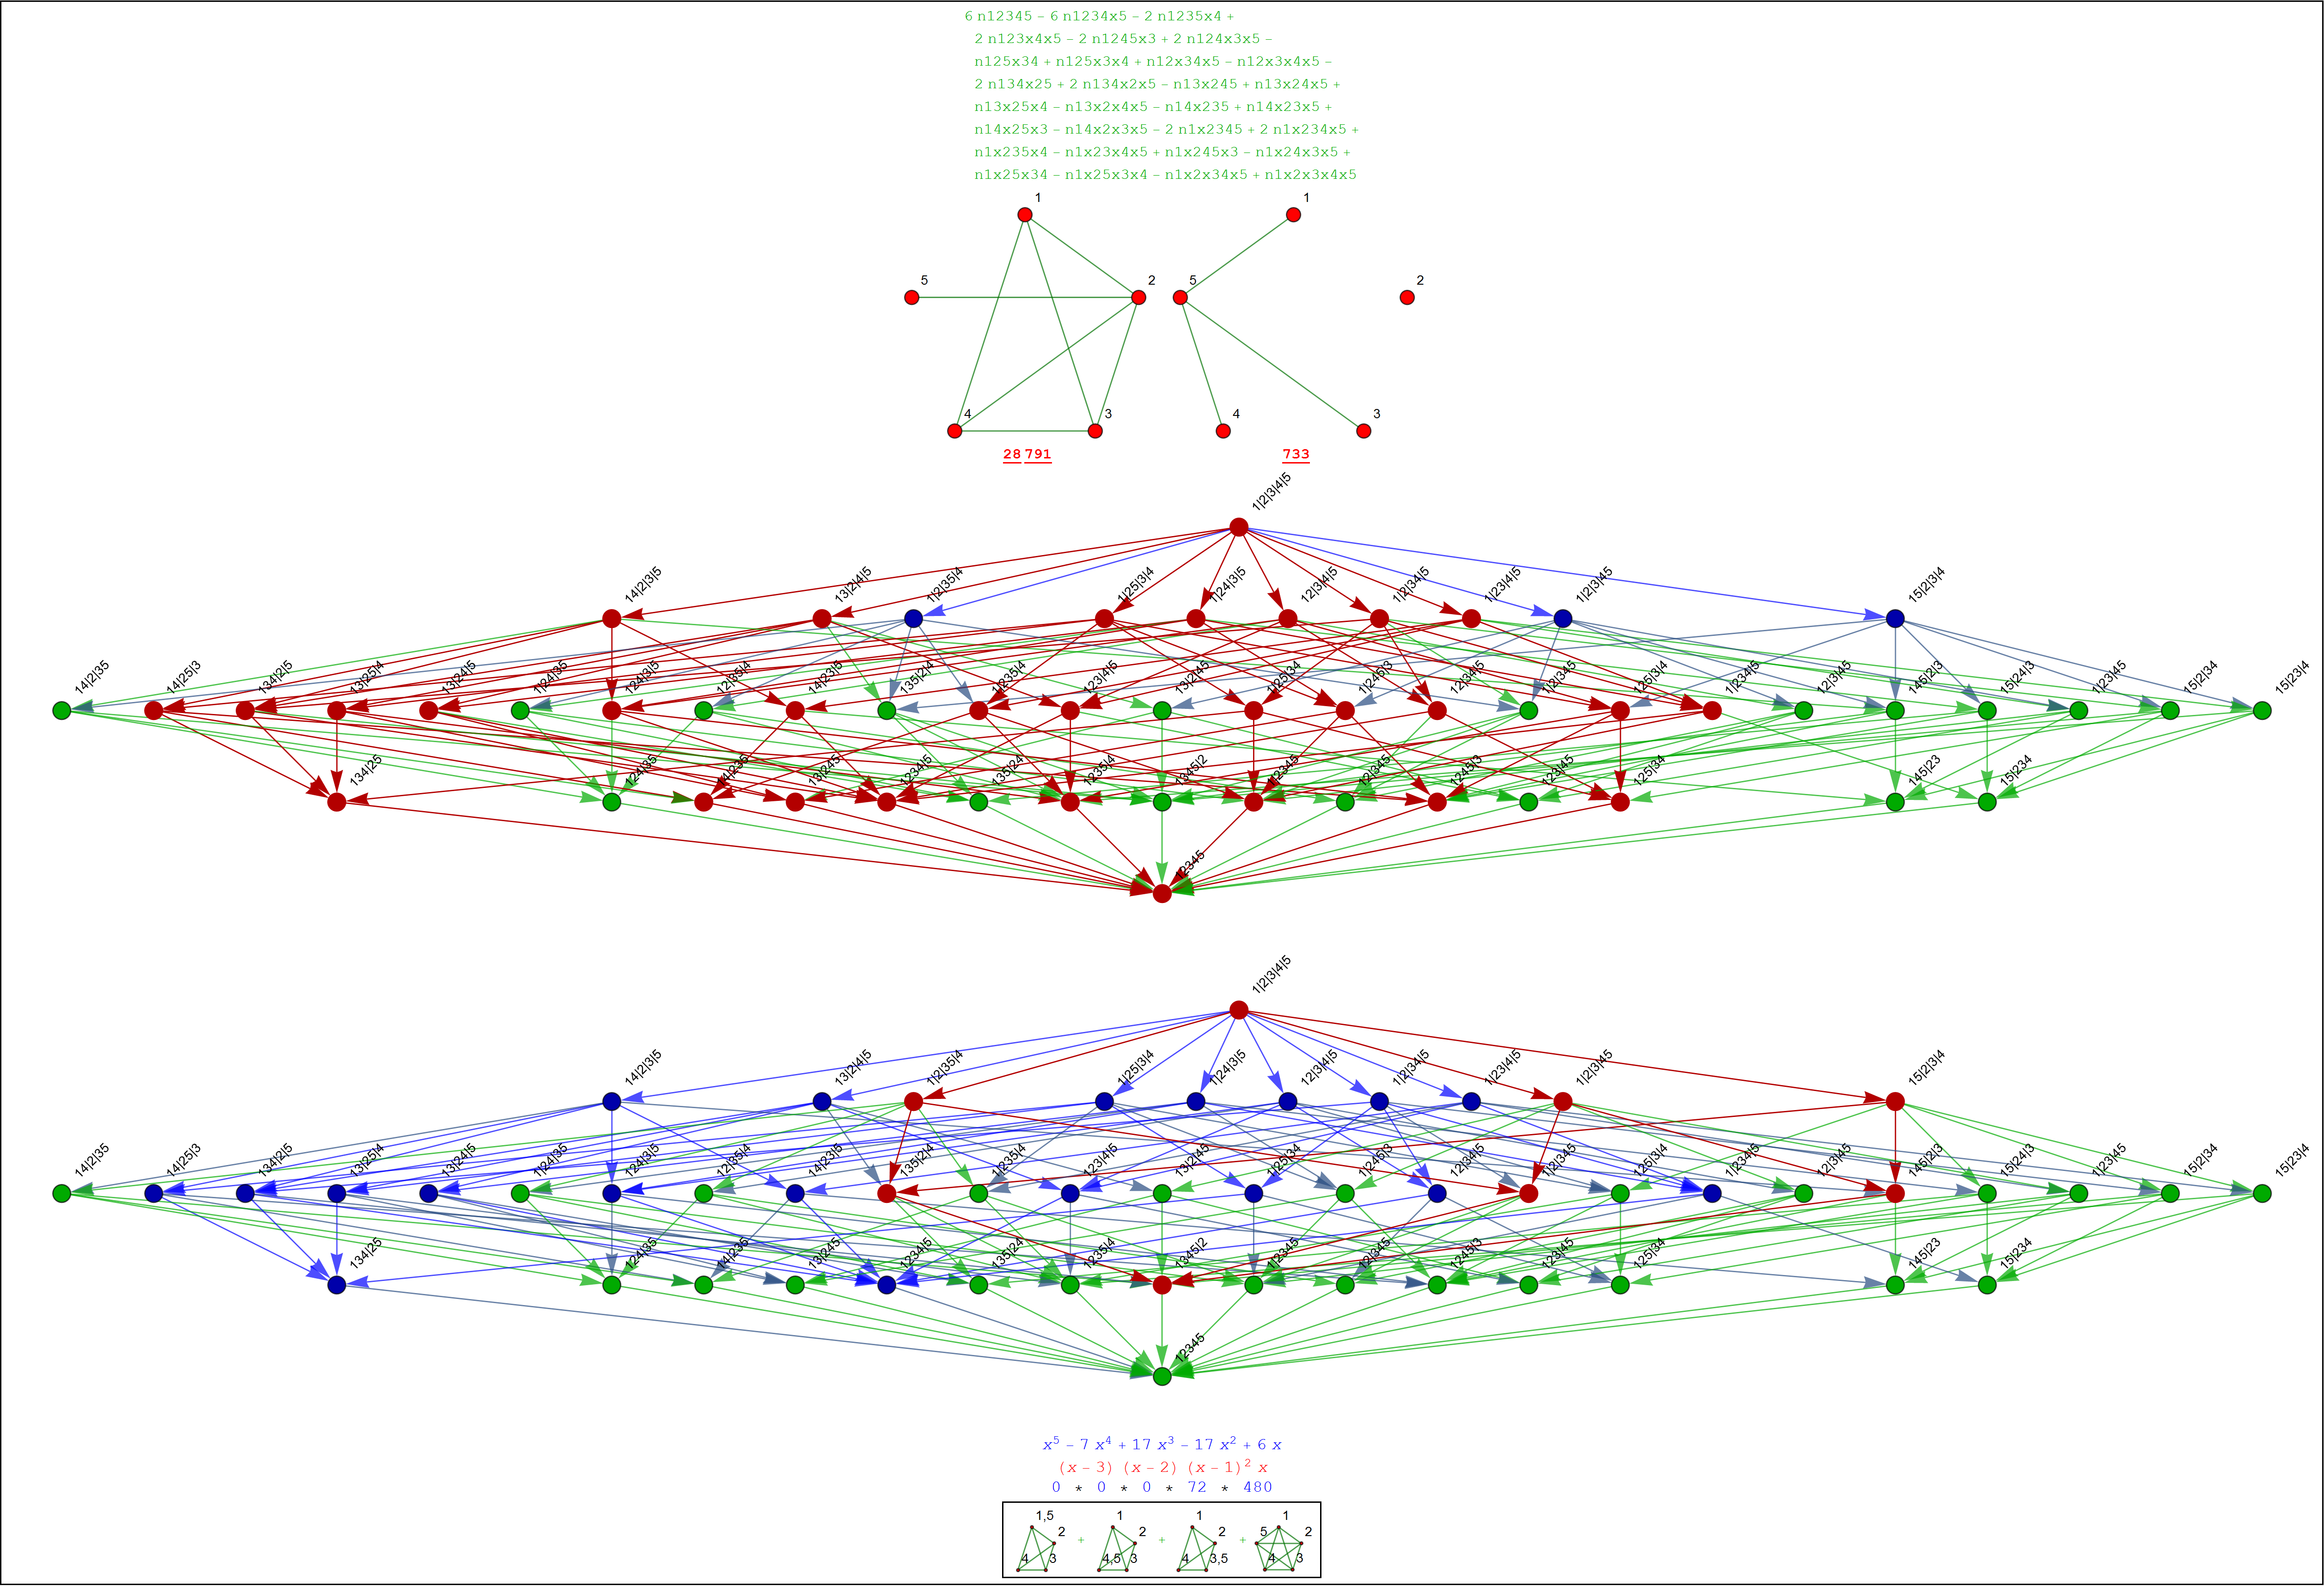 6 n12345 – 6 n1234x5 – 2 n1235x4 +
2 n123x4x5 – 2 n1245x3 + 2 n124x3x5 –
n125x34 + n125x3x4 + n12x34x5 – n12x3x4x5 –
2 n134x25 + 2 n134x2x5 – n13x245 + n13x24x5 +
n13x25x4 – n13x2x4x5 – n14x235 + n14x23x5 +
n14x25x3 – n14x2x3x5 – 2 n1x2345 + 2 n1x234x5 +
n1x235x4 – n1x23x4x5 + n1x245x3 – n1x24x3x5 +
n1x25x34 – n1x25x3x4 – n1x2x34x5 + n1x2x3x4x5
1 1
5 2 5 2
4 3 4 3
28 791 733
1|2|3|4|5
14|2|3|5 13|2|4|5 1|2|35|4 1|25|3|4 1|24|3|5 12|3|4|5 1|2|34|5 1|23|4|5 1|2|3|45 15|2|3|4
14|2|35 14|25|3 134|2|5 13|25|4 13|24|5 1|24|35 124|3|5 12|35|4 14|23|5 135|2|4 1|235|4 123|4|5 13|2|45 1|25|34 1|245|3 12|34|5 1|2|345 125|3|4 1|234|5 12|3|45 145|2|3 15|24|3 1|23|45 15|2|34 15|23|4
134|25 124|35 14|235 13|245 1234|5 135|24 1235|4 1345|2 1|2345 12|345 1245|3 123|45 125|34 145|23 15|234
12345
1|2|3|4|5
14|2|3|5 13|2|4|5 1|2|35|4 1|25|3|4 1|24|3|5 12|3|4|5 1|2|34|5 1|23|4|5 1|2|3|45 15|2|3|4
14|2|35 14|25|3 134|2|5 13|25|4 13|24|5 1|24|35 124|3|5 12|35|4 14|23|5 135|2|4 1|235|4 123|4|5 13|2|45 1|25|34 1|245|3 12|34|5 1|2|345 125|3|4 1|234|5 12|3|45 145|2|3 15|24|3 1|23|45 15|2|34 15|23|4
134|25 124|35 14|235 13|245 1234|5 135|24 1235|4 1345|2 1|2345 12|345 1245|3 123|45 125|34 145|23 15|234
12345
x⁵ – 7 x⁴ + 17 x³ – 17 x² + 6 x
(x – 3) (x – 2) (x – 1)² x
0 * 0 * 0 * 72 * 480
1,5 1 1 1
2 + 2 + 2 + 5 2
4 3 4,5 3 4 3,5 4 3